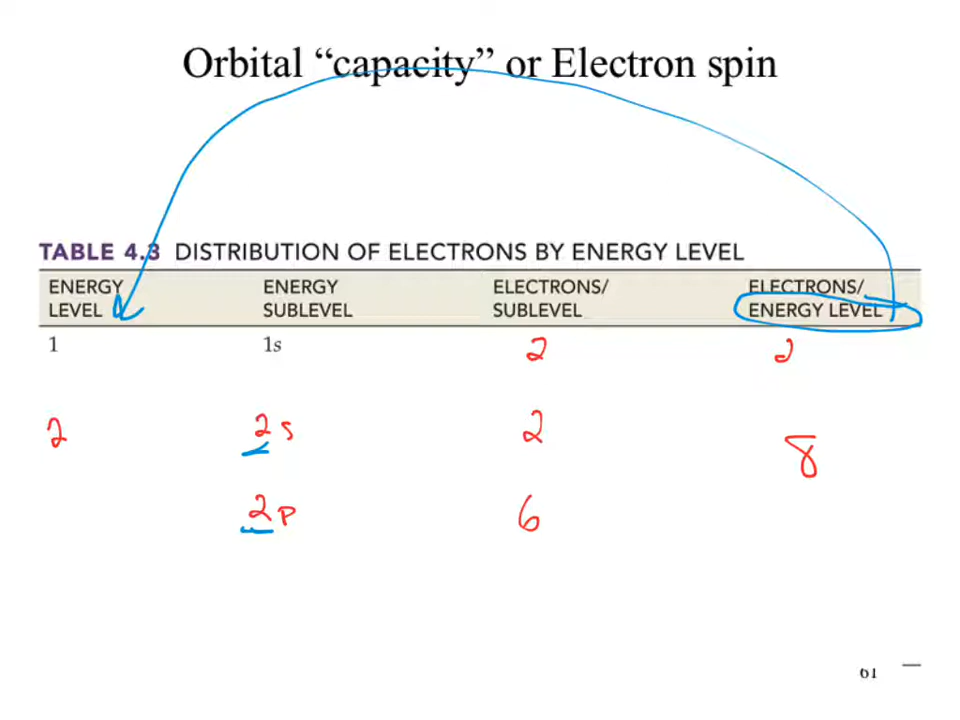 Orbital “capacity” or Electron spin
TABLE 4.3 DISTRIBUTION OF ELECTRONS BY ENERGY LEVEL
ENERGY LEVEL
ENERGY SUBLEVEL
ELECTRONS/ SUBLEVEL
ELECTRONS/ ENERGY LEVEL
1 1s 2 2
2 2s 2 8
2p 6
61